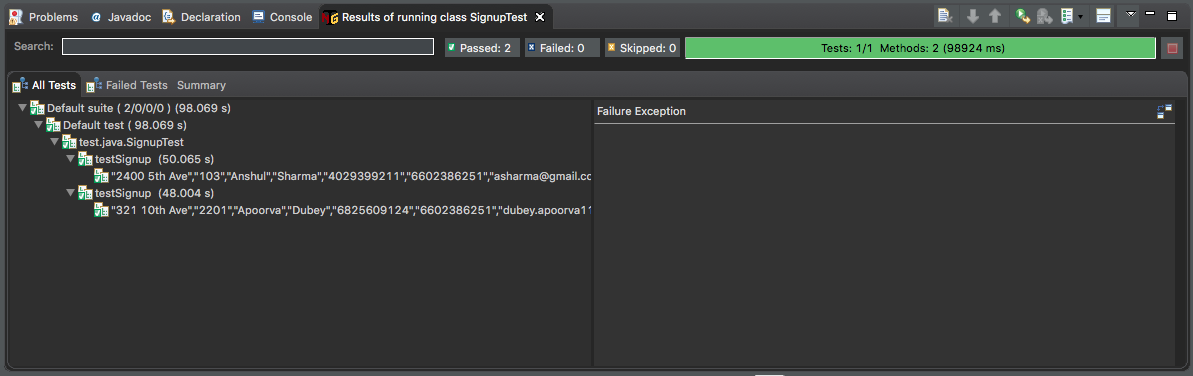 Problems Javadoc Declaration Console Results of running class SignupTest
Search: Passed: 2 Failed: 0 Skipped: 0 Tests: 1/1 Methods: 2 (98924 ms)
All Tests Failed Tests Summary
Default suite ( 2/0/0/0 ) (98.069 s)
Failure Exception
Default test ( 98.069 s)
test.java.SignupTest
testSignup (50.065 s)
"2400 5th Ave","103","Anshul","Sharma","4029399211","6602386251","asharma@gmail.co
testSignup (48.004 s)
"321 10th Ave","2201","Apoorva","Dubey","6825609124","6602386251","dubey.apoorva11